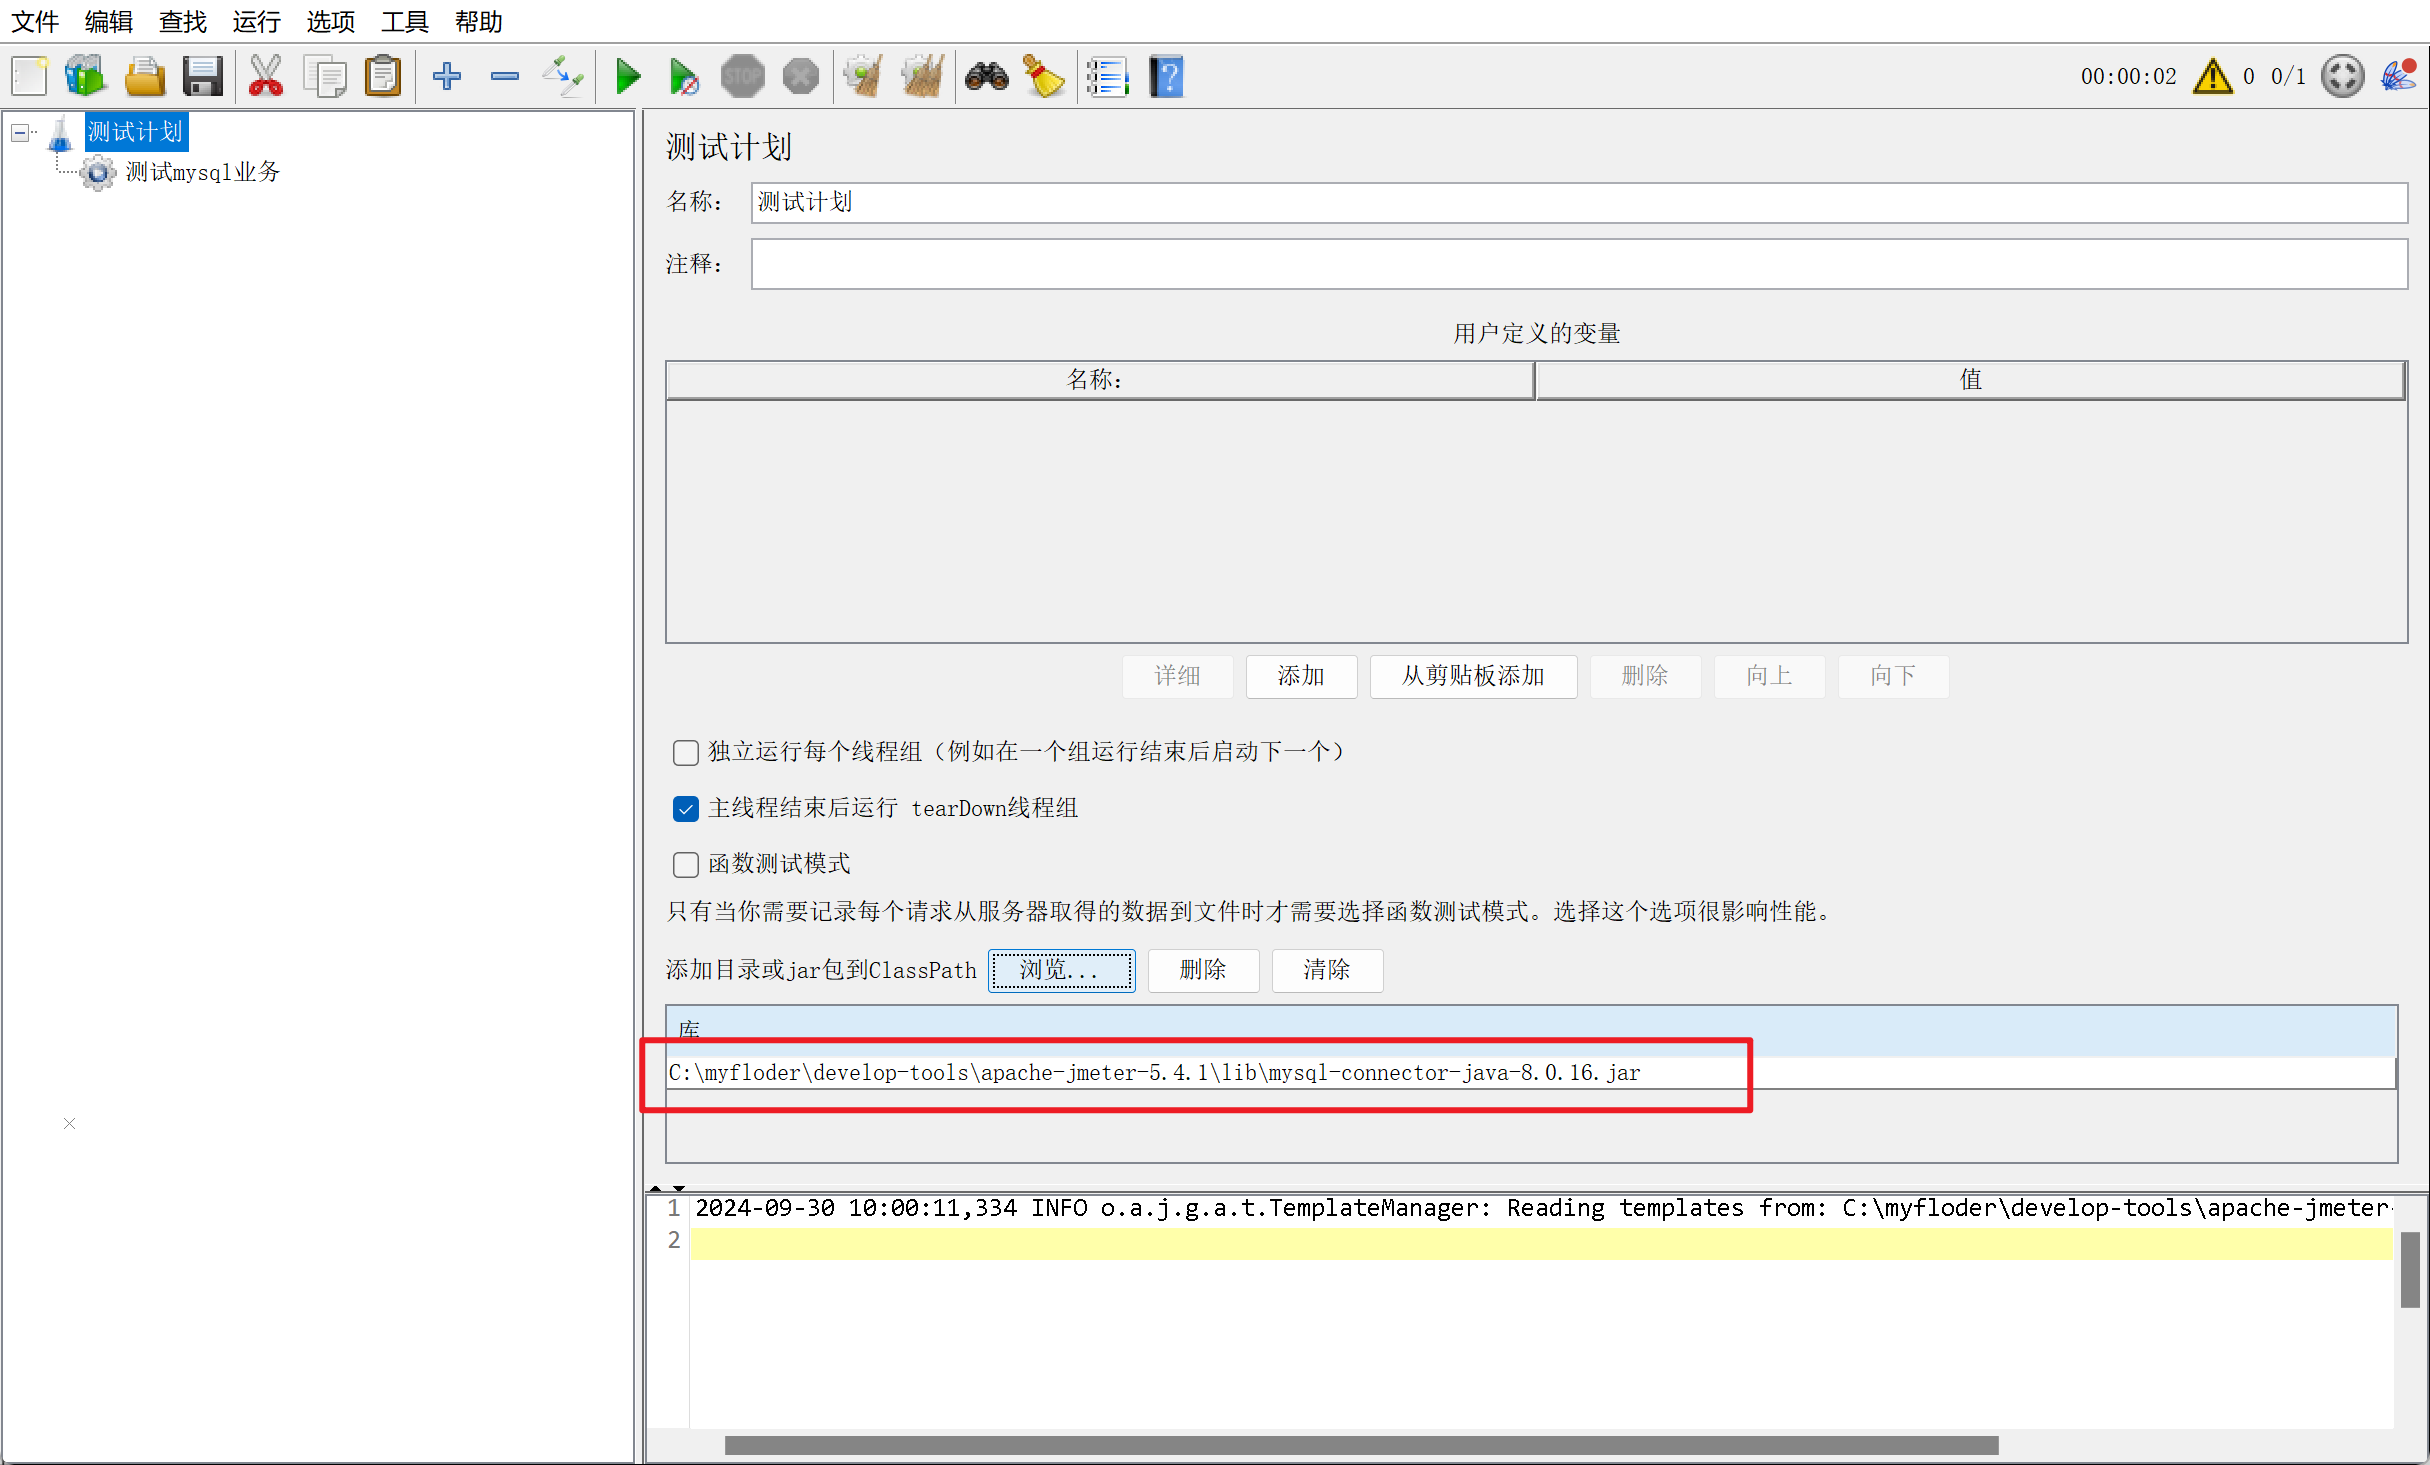 文件 编辑 查找 运行 选项 工具 帮助
STOP
00:00:02 0 0/1
测试计划
测试mysql业务
测试计划
名称： 测试计划
注释：
用户定义的变量
名称： 值
详细 添加 从剪贴板添加 删除 向上 向下
独立运行每个线程组（例如在一个组运行结束后启动下一个）
主线程结束后运行 tearDown线程组
函数测试模式
只有当你需要记录每个请求从服务器取得的数据到文件时才需要选择函数测试模式。选择这个选项很影响性能。
添加目录或jar包到ClassPath 浏览... 删除 清除
库
C:\myfloder\develop-tools\apache-jmeter-5.4.1\lib\mysql-connector-java-8.0.16.jar
1 2024-09-30 10:00:11,334 INFO o.a.j.g.a.t.TemplateManager: Reading templates from: C:\myfloder\develop-tools\apache-jmeter-
2